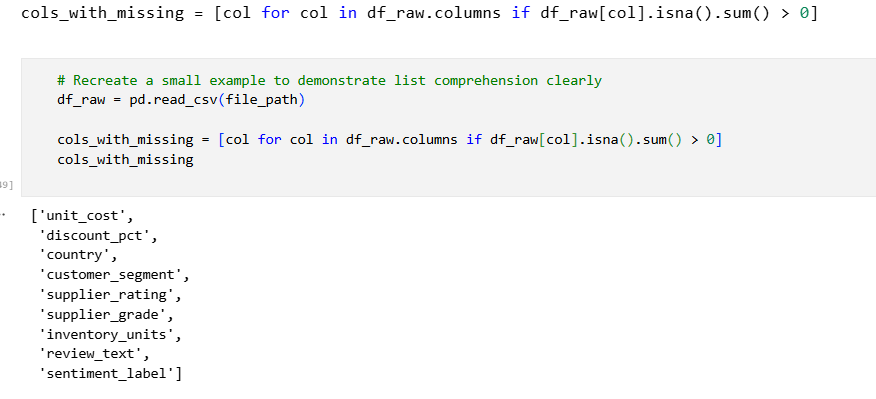 cols_with_missing = [col for col in df_raw.columns if df_raw[col].isna().sum() > 0]
# Recreate a small example to demonstrate list comprehension clearly
df_raw = pd.read_csv(file_path)
cols_with_missing = [col for col in df_raw.columns if df_raw[col].isna().sum() > 0]
cols_with_missing
49]
['unit_cost',
'discount_pct',
'country',
'customer_segment',
'supplier_rating',
'supplier_grade',
'inventory_units',
'review_text',
'sentiment_label']